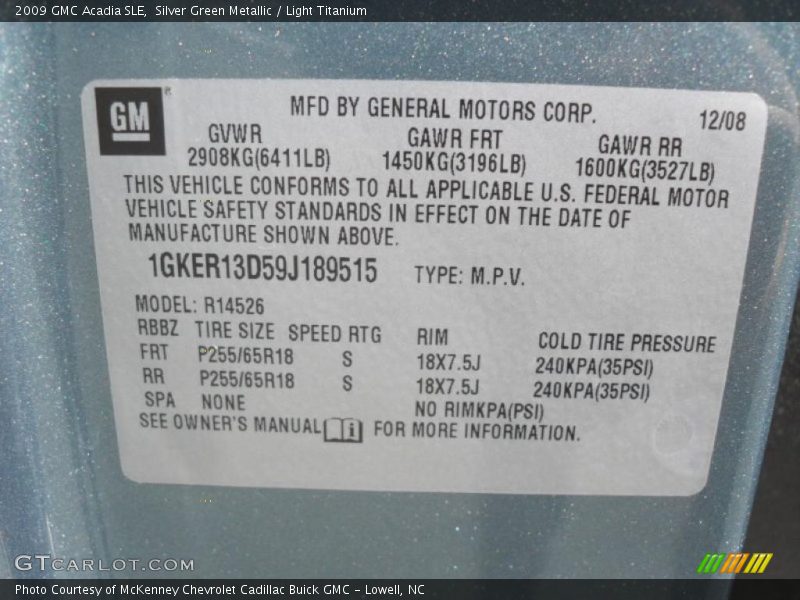 2009 GMC Acadia SLE,  Silver Green Metallic / Light Titanium
GM ®
MFD BY GENERAL MOTORS CORP. 12/08
GVWR GAWR FRT GAWR RR
2908KG(6411LB) 1450KG(3196LB) 1600KG(3527LB)
THIS VEHICLE CONFORMS TO ALL APPLICABLE U.S. FEDERAL MOTOR
VEHICLE SAFETY STANDARDS IN EFFECT ON THE DATE OF
MANUFACTURE SHOWN ABOVE.
1GKER13D59J189515 TYPE: M.P.V.
MODEL: R14526
RBBZ TIRE SIZE SPEED RTG RIM COLD TIRE PRESSURE
FRT P255/65R18 S 18X7.5J 240KPA(35PSI)
RR P255/65R18 S 18X7.5J 240KPA(35PSI)
SPA NONE NO RIMKPA(PSI)
SEE OWNER'S MANUAL i FOR MORE INFORMATION.
GTCARLOT.COM
Photo Courtesy of McKenney Chevrolet Cadillac Buick GMC - Lowell, NC